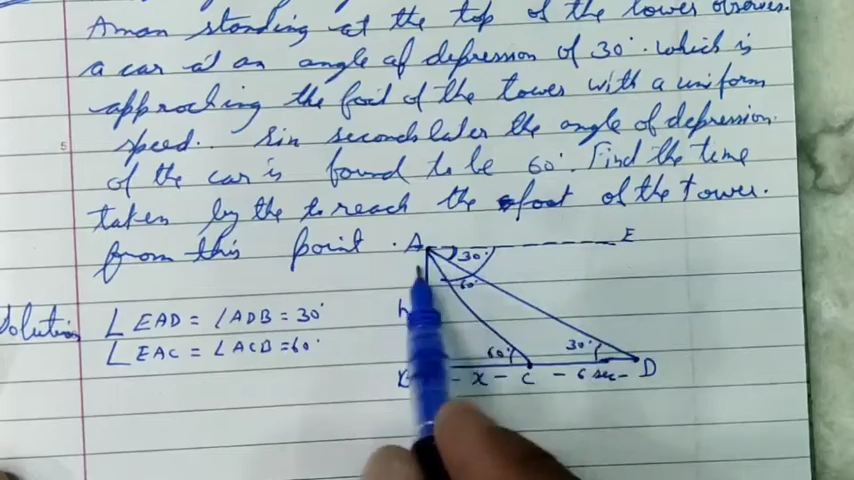 A man standing at the top of the tower observes
a car at an angle of depression of 30°. which is
approching the foot of the tower with a uniform
speed. Six seconds later the angle of depression
of the car is found to be 60°. Find the time
taken by the to reach the foot of the tower.
from this point.
A E
30°
60°
Solution ∠EAD = ∠ADB = 30°
h
∠EAC = ∠ACB = 60°
60° 30°
- x - C - 6 sec - D
5